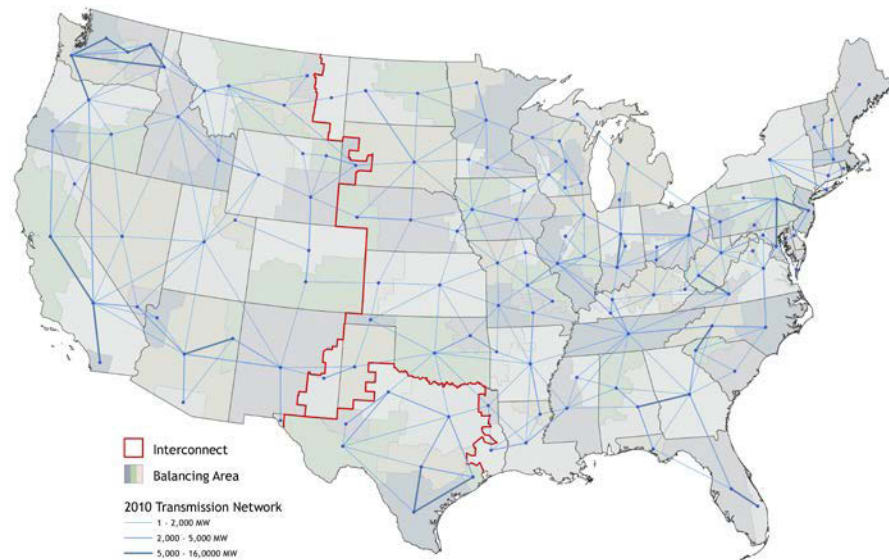 Interconnect
Balancing Area
2010 Transmission Network
1 - 2,000 MW
2,000 - 5,000 MW
5,000 - 16,0000 MW